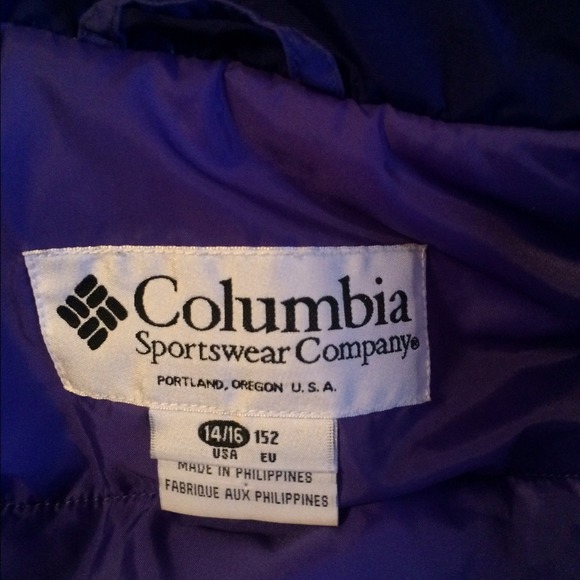 Columbia
Sportswear Company®
PORTLAND, OREGON U.S.A.
14/16 152
USA EU
MADE IN PHILIPPINES
FABRIQUE AUX PHILIPPINES